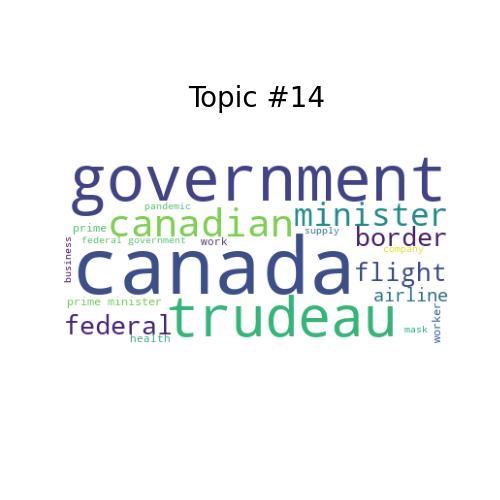 Topic #14
government
pandemic
canadian
minister
prime
supply
border
federal government
work
company
business
canada
flight
airline
prime minister
trudeau
federal
worker
mask
health